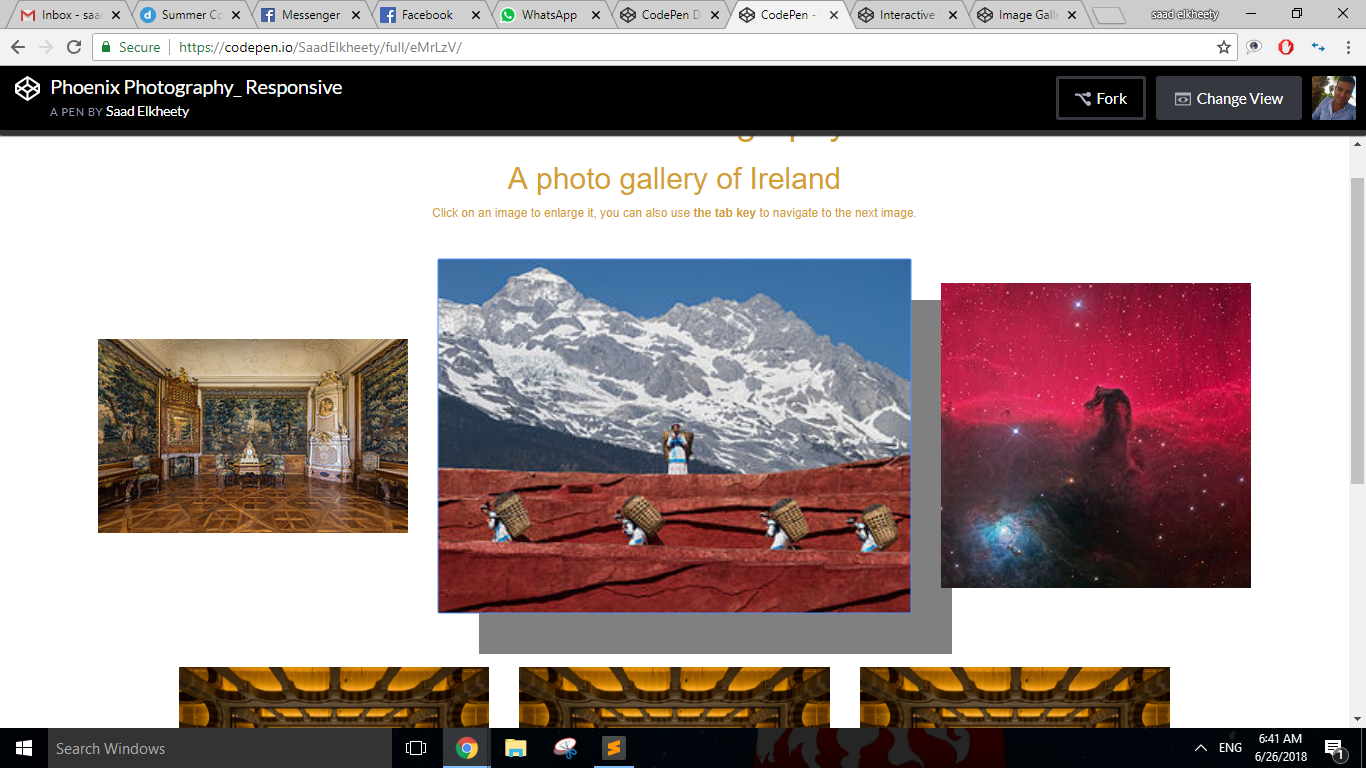 Inbox - saa
Summer Co
Messenger
Facebook
WhatsApp
CodePen D
CodePen -
Interactive
Image Galle
saad elkheety
Secure
https://codepen.io/SaadElkheety/full/eMrLzV/
Phoenix Photography_ Responsive
A PEN BY Saad Elkheety
Fork
Change View
A photo gallery of Ireland
Click on an image to enlarge it, you can also use the tab key to navigate to the next image.
Search Windows
ENG
6:41 AM
6/26/2018
1